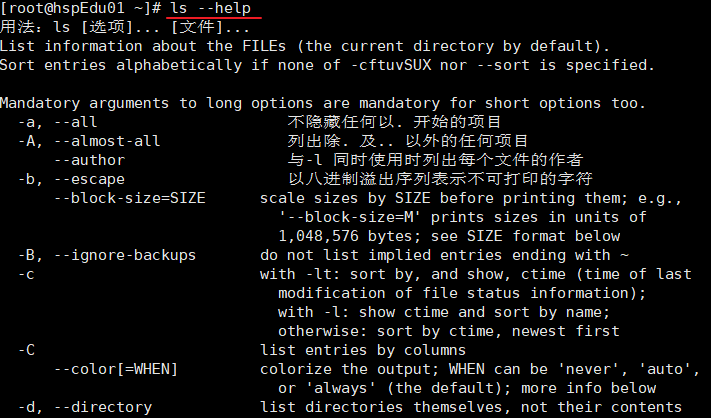 [root@hspEdu01 ~]# ls --help
用法：ls [选项]... [文件]...
List information about the FILEs (the current directory by default).
Sort entries alphabetically if none of -cftuvSUX nor --sort is specified.

Mandatory arguments to long options are mandatory for short options too.
  -a, --all                  不隐藏任何以. 开始的项目
  -A, --almost-all           列出除. 及.. 以外的任何项目
      --author               与-l 同时使用时列出每个文件的作者
  -b, --escape               以八进制溢出序列表示不可打印的字符
      --block-size=SIZE      scale sizes by SIZE before printing them; e.g.,
                               '--block-size=M' prints sizes in units of
                               1,048,576 bytes; see SIZE format below
  -B, --ignore-backups       do not list implied entries ending with ~
  -c                         with -lt: sort by, and show, ctime (time of last
                               modification of file status information);
                               with -l: show ctime and sort by name;
                               otherwise: sort by ctime, newest first
  -C                         list entries by columns
      --color[=WHEN]         colorize the output; WHEN can be 'never', 'auto',
                               or 'always' (the default); more info below
  -d, --directory            list directories themselves, not their contents